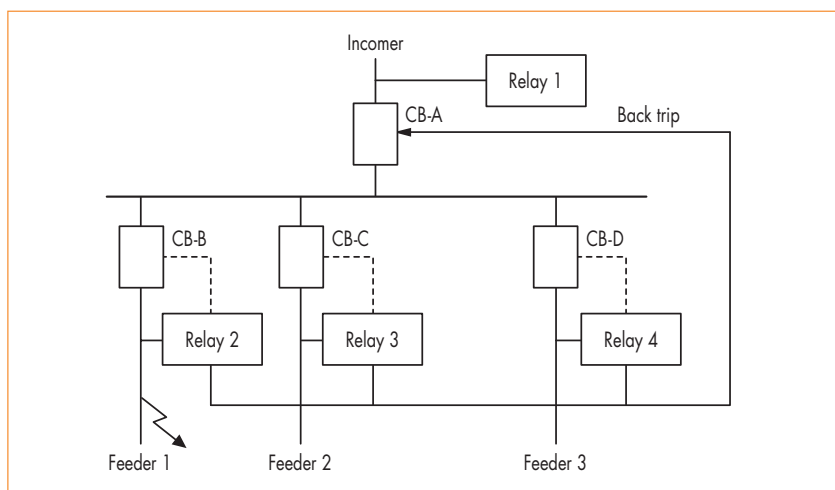 Incomer
Relay 1
CB-A
Back trip
CB-B
CB-C
CB-D
Relay 2
Relay 3
Relay 4
Feeder 1
Feeder 2
Feeder 3